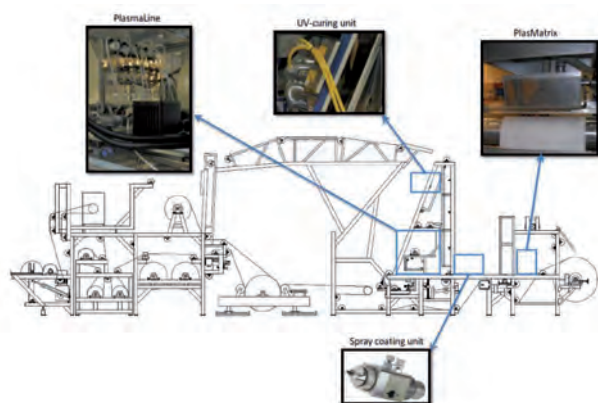 PlasmaLine
UV-curing unit
PlasMatrix
Spray coating unit